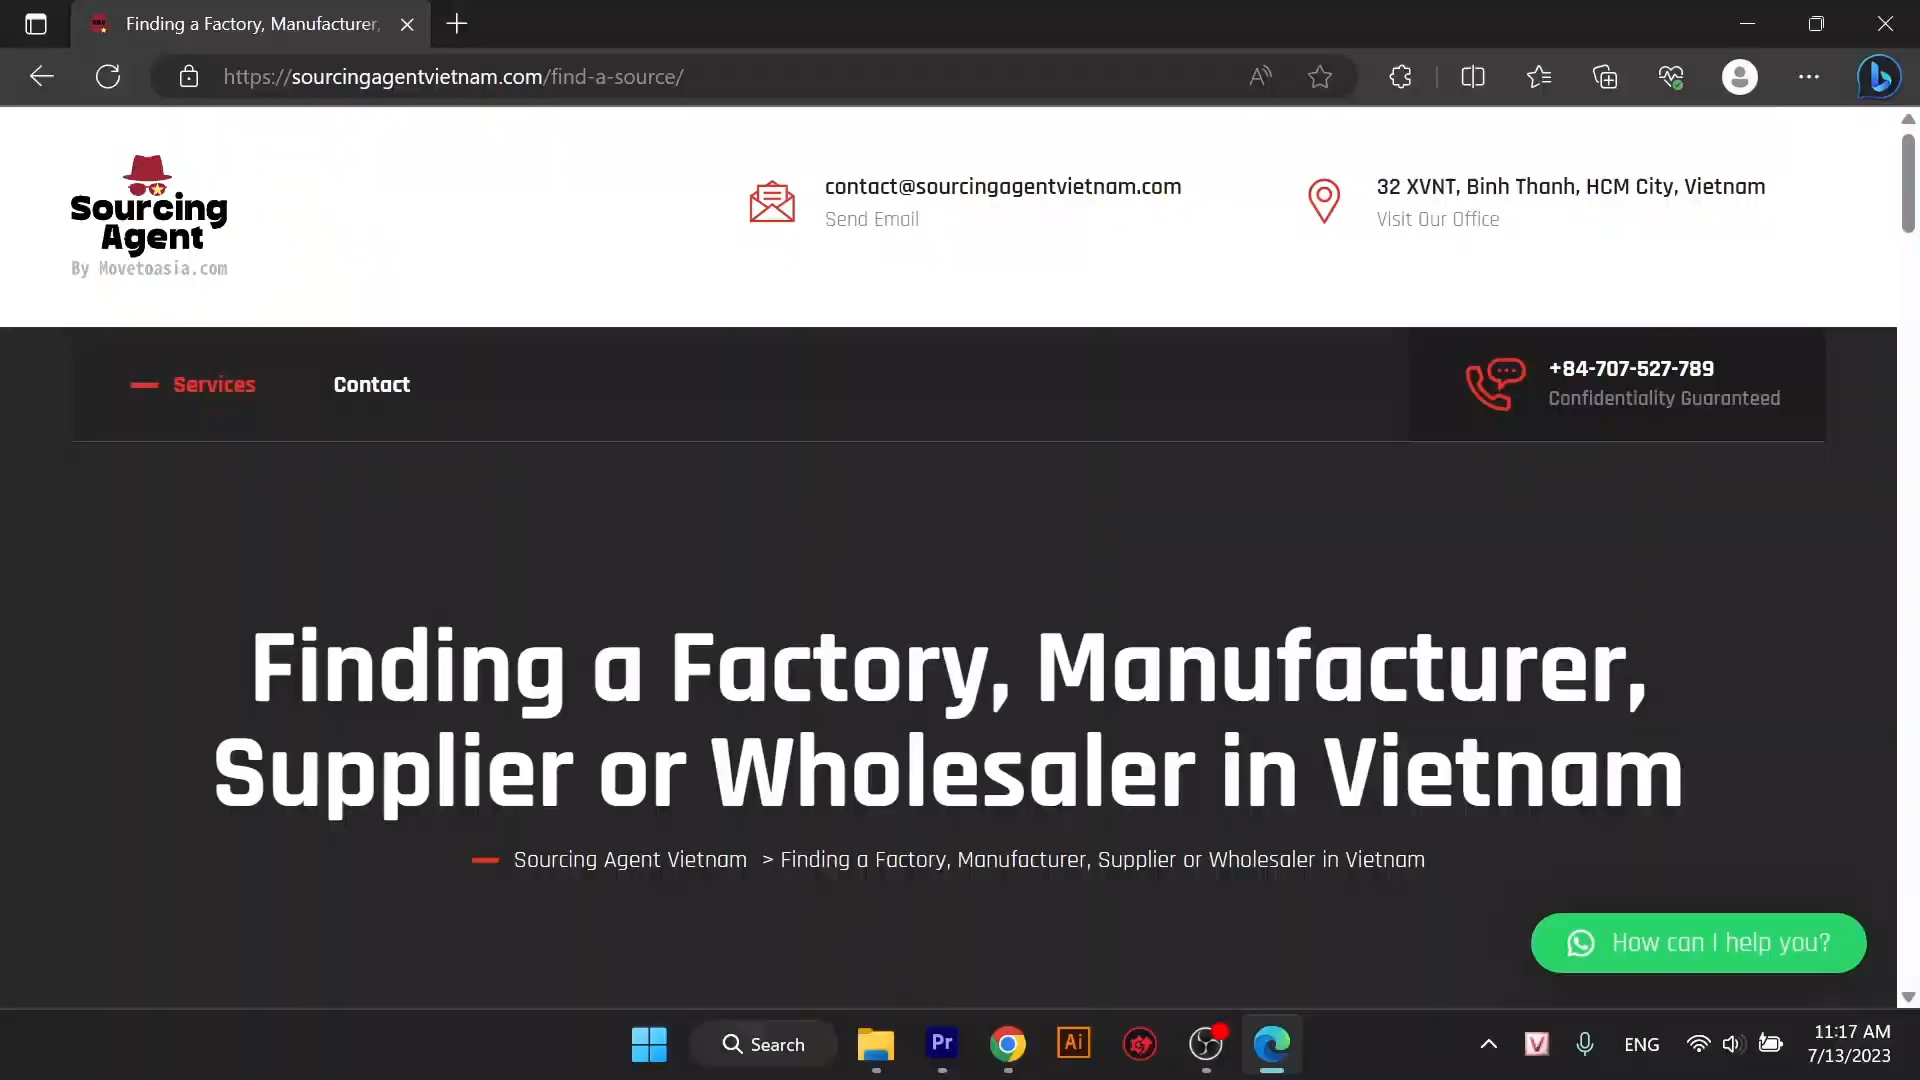 Finding a Factory, Manufacturer,
https://sourcingagentvietnam.com/find-a-source/
Sourcing
Agent
By Movetoasia.com
contact@sourcingagentvietnam.com
Send Email
32 XVNT, Binh Thanh, HCM City, Vietnam
Visit Our Office
Services
Contact
+84-707-527-789
Confidentiality Guaranteed
Finding a Factory, Manufacturer,
Supplier or Wholesaler in Vietnam
Sourcing Agent Vietnam > Finding a Factory, Manufacturer, Supplier or Wholesaler in Vietnam
How can I help you?
Search
Pr
Ai
V
ENG
11:17 AM
7/13/2023